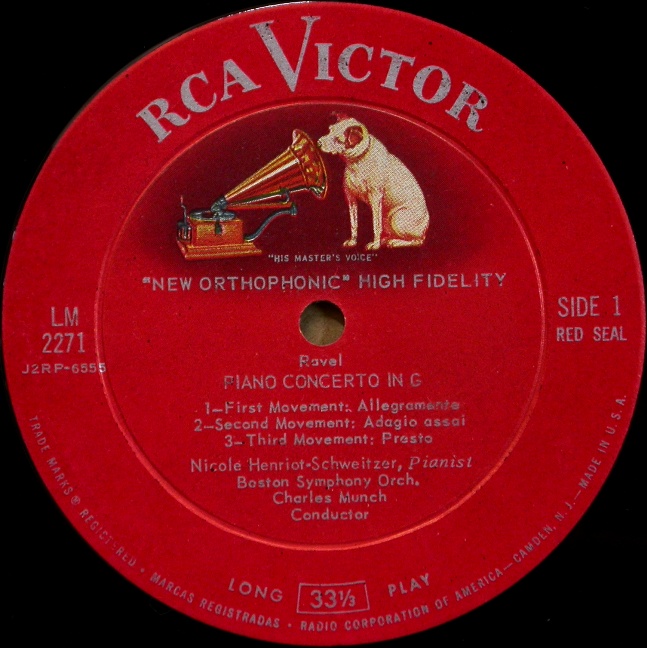 RCA VICTOR
"HIS MASTER'S VOICE"
"NEW ORTHOPHONIC" HIGH FIDELITY
LM
2271
J2RP-6555
SIDE 1
RED SEAL
Ravel
PIANO CONCERTO IN G
1—First Movement: Allegramente
2—Second Movement: Adagio assai
3—Third Movement: Presto
Nicole Henriot-Schweitzer, Pianist
Boston Symphony Orch.
Charles Munch
Conductor
LONG 33⅓ PLAY
TRADE MARKS ® REGIST·RED · MARCAS REGISTRADAS · RADIO CORPORATION OF AMERICA—CAMDEN, N. J.—MADE IN U.S.A.